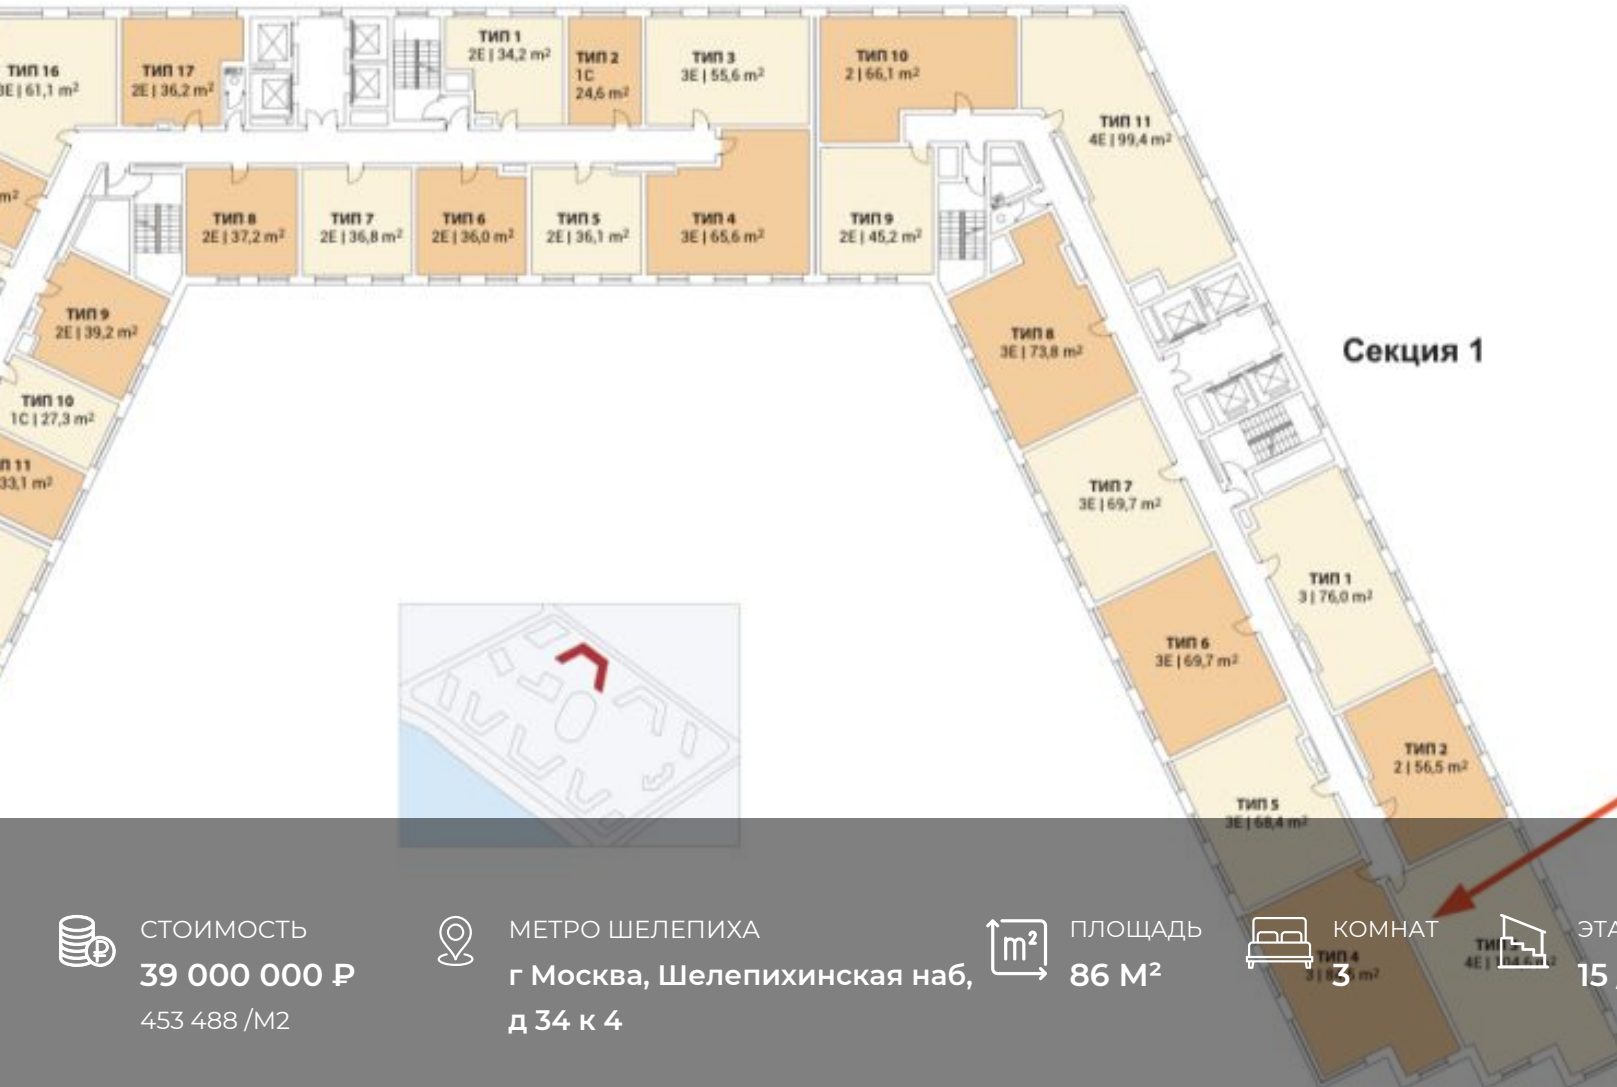 ТИП 16
3Е | 61,1 m²
ТИП 17
2Е | 36,2 m²
ТИП 1
2Е | 34,2 m²
ТИП 2
1С
24,6 m²
ТИП 3
3Е | 55,6 m²
ТИП 10
2 | 66,1 m²
ТИП 11
4Е | 99,4 m²
m²
ТИП 8
2Е | 37,2 m²
ТИП 7
2Е | 36,8 m²
ТИП 6
2Е | 36,0 m²
ТИП 5
2Е | 36,1 m²
ТИП 4
3Е | 65,6 m²
ТИП 9
2Е | 45,2 m²
ТИП 9
2Е | 39,2 m²
ТИП 8
3Е | 73,8 m²
Секция 1
ТИП 10
1С | 27,3 m²
П 11
33,1 m²
ТИП 7
3Е | 69,7 m²
ТИП 1
3 | 76,0 m²
ТИП 6
3Е | 69,7 m²
ТИП 2
2 | 56,5 m²
ТИП 5
3Е | 68,4 m²
ТИП 4
СТОИМОСТЬ
39 000 000 ₽
453 488 /М2
МЕТРО ШЕЛЕПИХА
г Москва, Шелепихинская наб,
д 34 к 4
m²
ПЛОЩАДЬ
86 М²
КОМНАТ
3
ЭТА
15